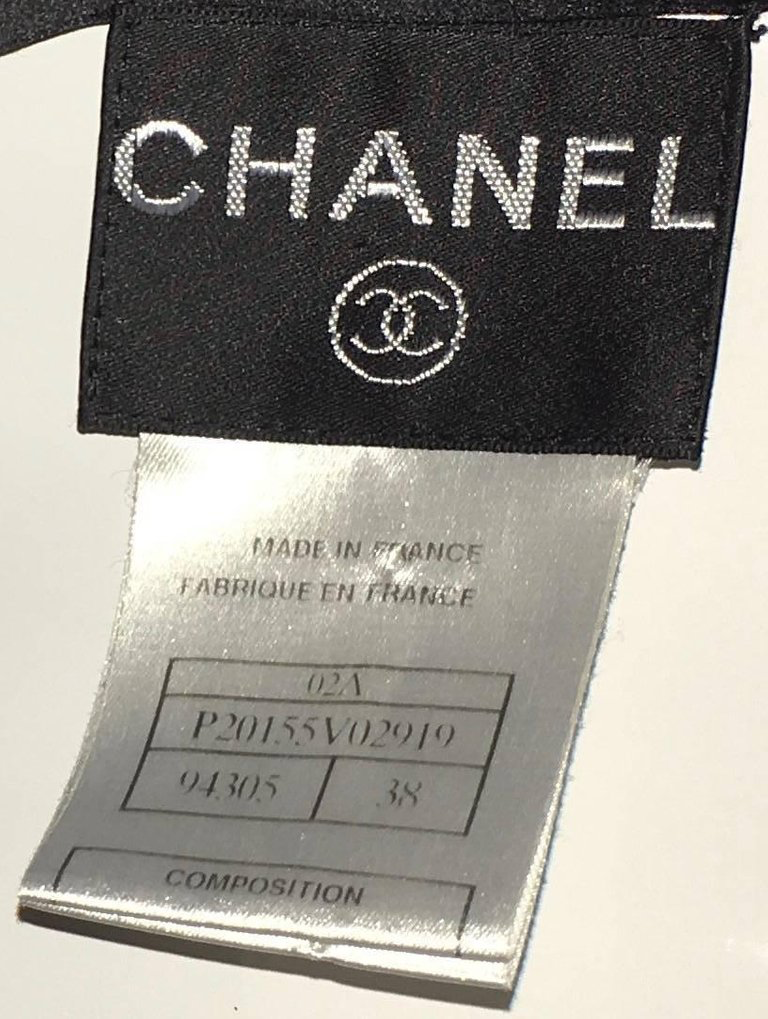 CHANEL
MADE IN FRANCE
FABRIQUE EN FRANCE
02A
P20155V02919
94305 38
COMPOSITION